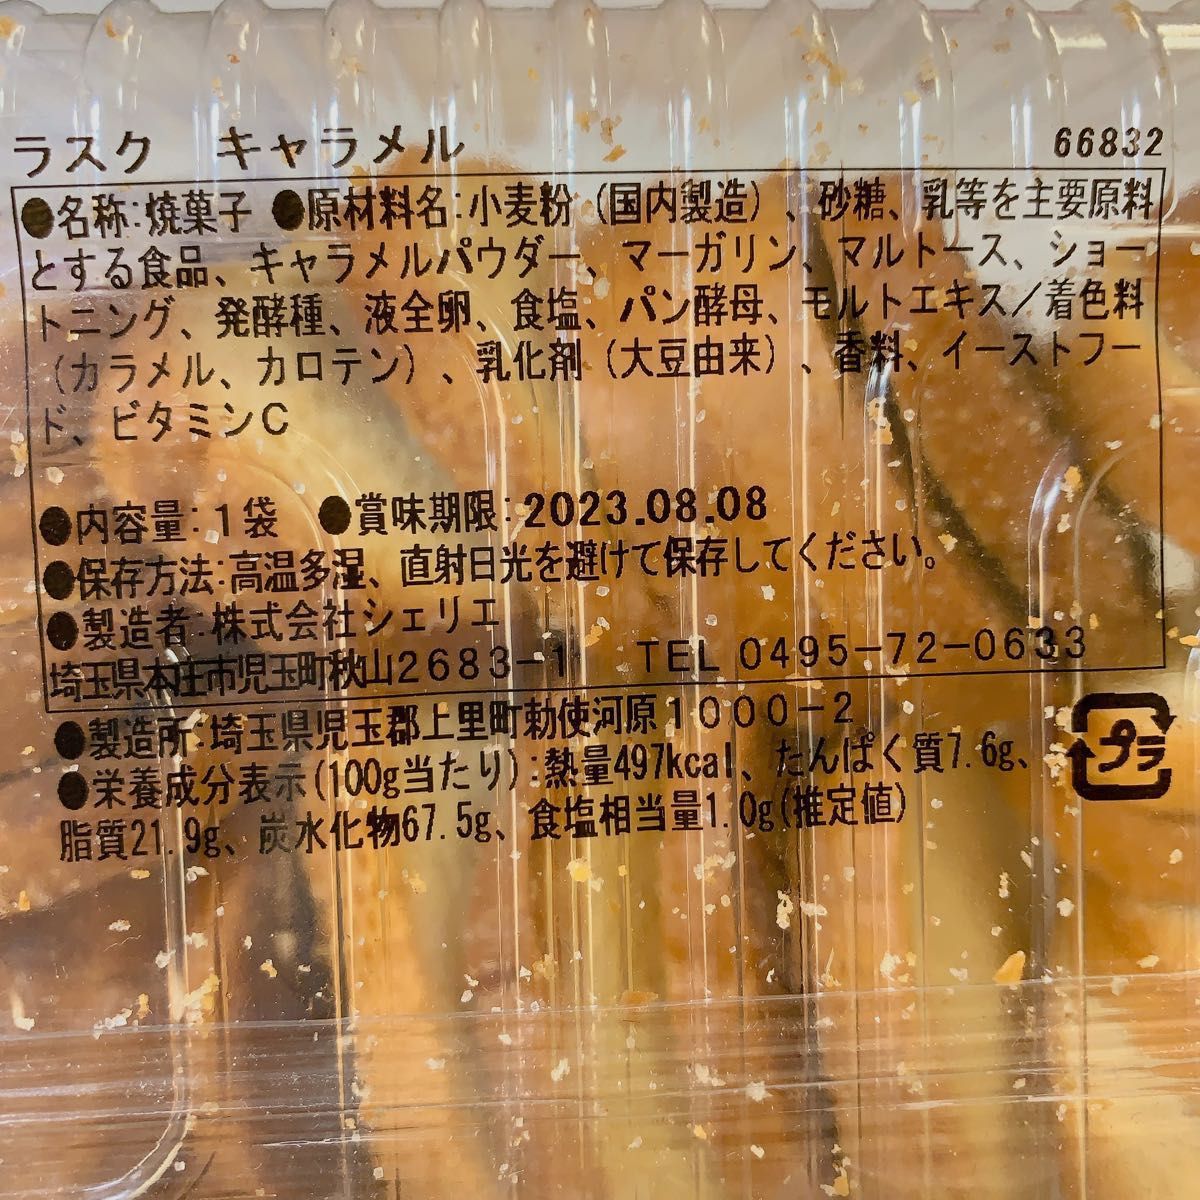 ラスク　キャラメル　66832
●名称:焼菓子 ●原材料名:小麦粉（国内製造）、砂糖、乳等を主要原料
とする食品、キャラメルパウダー、マーガリン、マルトース、ショー
トニング、発酵種、液全卵、食塩、パン酵母、モルトエキス/着色料
（カラメル、カロテン）、乳化剤（大豆由来）、香料、イーストフー
ド、ビタミンC
●内容量:1袋　●賞味期限:2023.08.08
●保存方法:高温多湿、直射日光を避けて保存してください。
●製造者:株式会社シェリエ
埼玉県本庄市児玉町秋山2683-1　TEL 0495-72-0633
●製造所:埼玉県児玉郡上里町勅使河原1000-2
●栄養成分表示(100g当たり):熱量497kcal、たんぱく質7.6g、
脂質21.9g、炭水化物67.5g、食塩相当量1.0g(推定値)
プラ